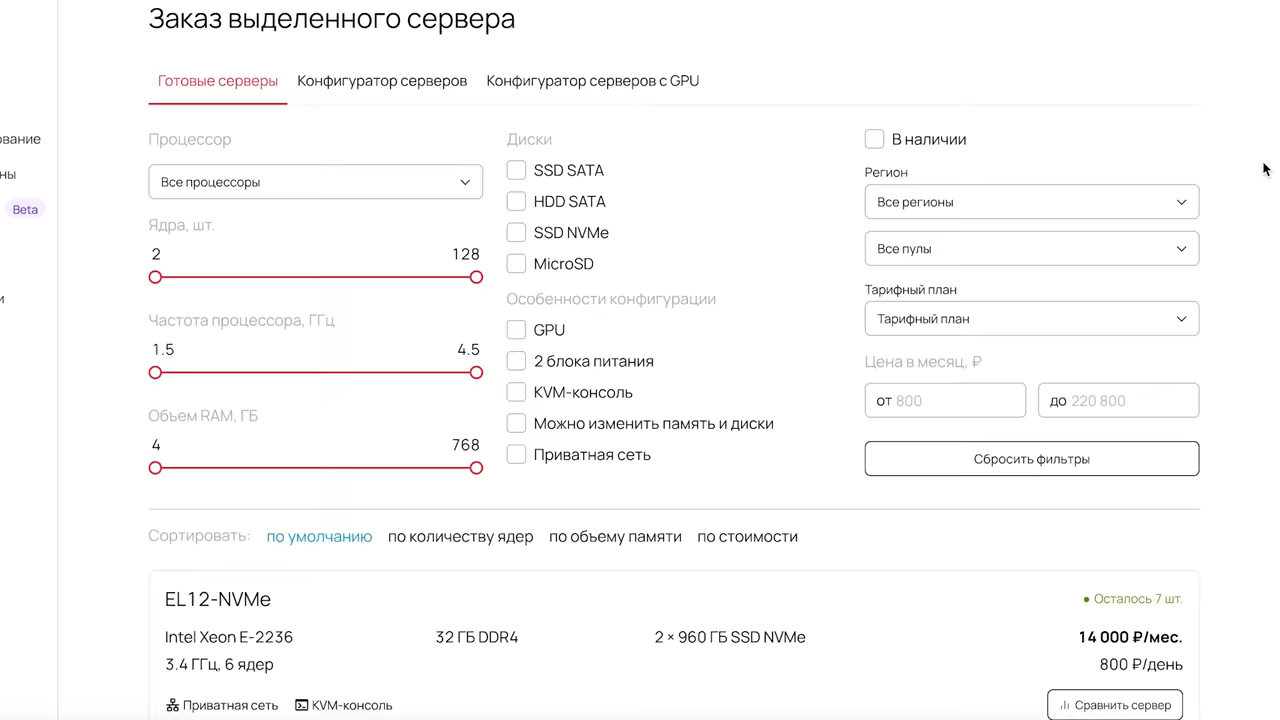 Заказ выделенного сервера
Готовые серверы
Конфигуратор серверов
Конфигуратор серверов с GPU
Beta
Процессор
Все процессоры
Ядра, шт.
2 128
Частота процессора, ГГц
1.5 4.5
Объем RAM, ГБ
4 768
Диски
SSD SATA
HDD SATA
SSD NVMe
MicroSD
Особенности конфигурации
GPU
2 блока питания
KVM-консоль
Можно изменить память и диски
Приватная сеть
В наличии
Регион
Все регионы
Все пулы
Тарифный план
Тарифный план
Цена в месяц, ₽
от 800
до 220 800
Сбросить фильтры
Сортировать: по умолчанию по количеству ядер по объему памяти по стоимости
EL12-NVMe
Осталось 7 шт.
Intel Xeon E-2236 32 ГБ DDR4 2 × 960 ГБ SSD NVMe 14 000 ₽/мес.
3.4 ГГц, 6 ядер 800 ₽/день
Приватная сеть KVM-консоль Сравнить сервер